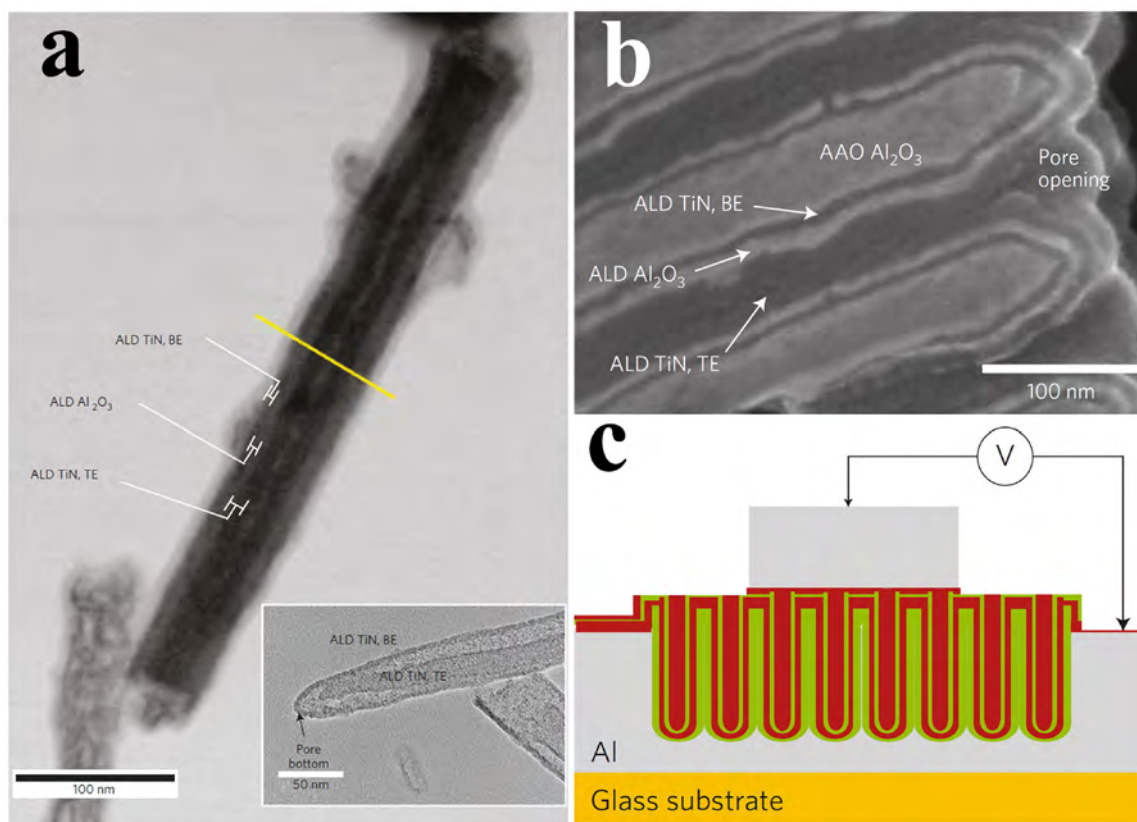 a
ALD TiN, BE
ALD Al₂O₃
ALD TiN, TE
100 nm
ALD TiN, BE
ALD TiN, TE
Pore
bottom
50 nm
b
AAO Al₂O₃
Pore
opening
ALD TiN, BE
ALD Al₂O₃
ALD TiN, TE
100 nm
c
V
Al
Glass substrate